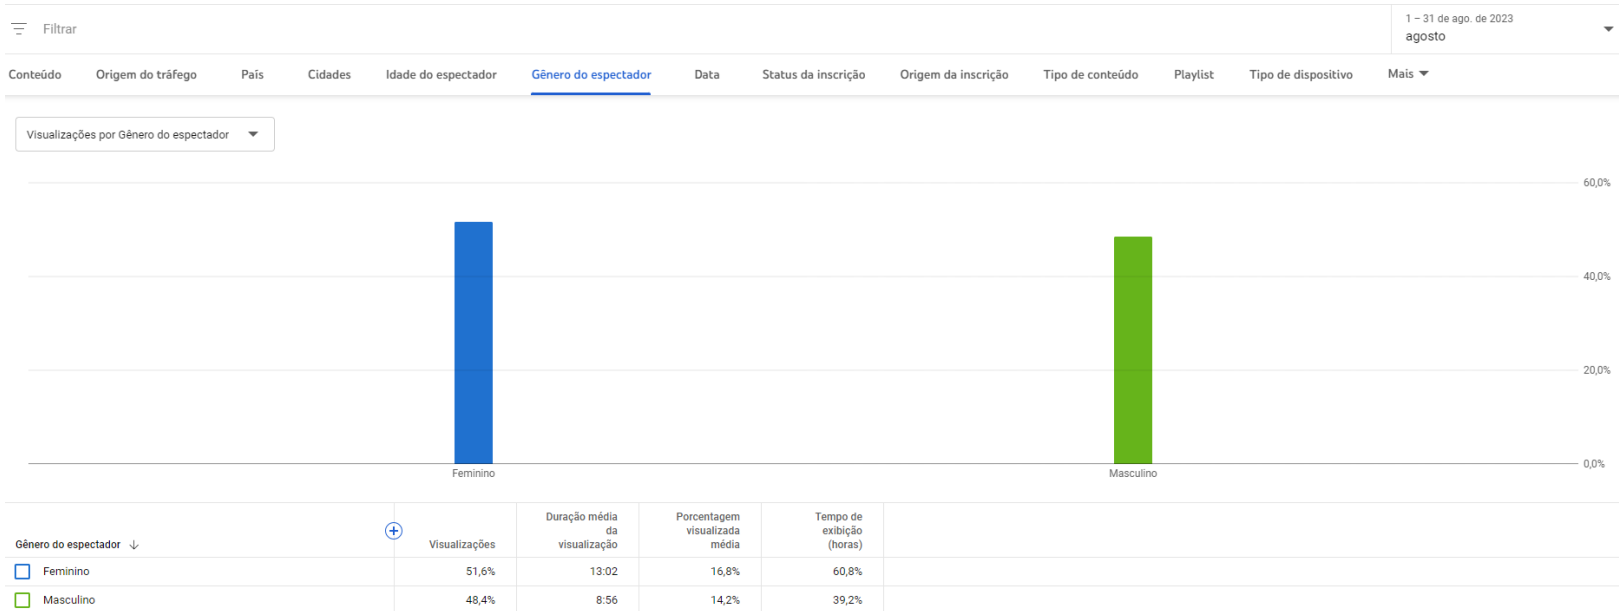 Filtrar
1 – 31 de ago. de 2023
agosto
Conteúdo Origem do tráfego País Cidades Idade do espectador Gênero do espectador Data Status da inscrição Origem da inscrição Tipo de conteúdo Playlist Tipo de dispositivo Mais
Visualizações por Gênero do espectador
60,0%
40,0%
20,0%
0,0%
Feminino Masculino
Gênero do espectador
Visualizações
Duração média
da
visualização
Porcentagem
visualizada
média
Tempo de
exibição
(horas)
Feminino 51,6% 13:02 16,8% 60,8%
Masculino 48,4% 8:56 14,2% 39,2%